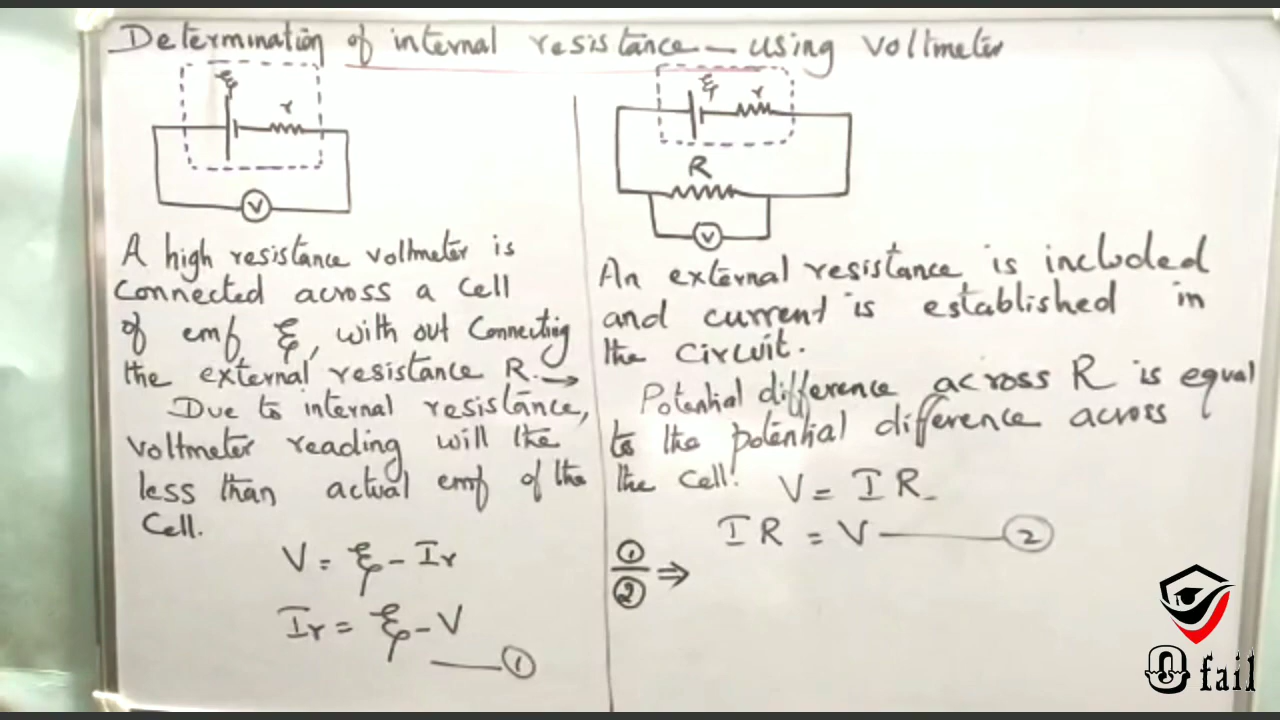 Determination of internal resistance - using voltmeter
ξ
r
V
A high resistance voltmeter is
connected across a cell
of emf ξ, with out connecting
the external resistance R. →
Due to internal resistance,
voltmeter reading will the
less than actual emf of the
Cell.
V = ξ - Ir
Ir = ξ - V
①
ξ
r
R
V
An external resistance is included
and current is established in
the circuit.
Potential difference across R is equal
to the potential difference across
the cell.
V = IR
IR = V ②
① / ② ⇒
0 fail